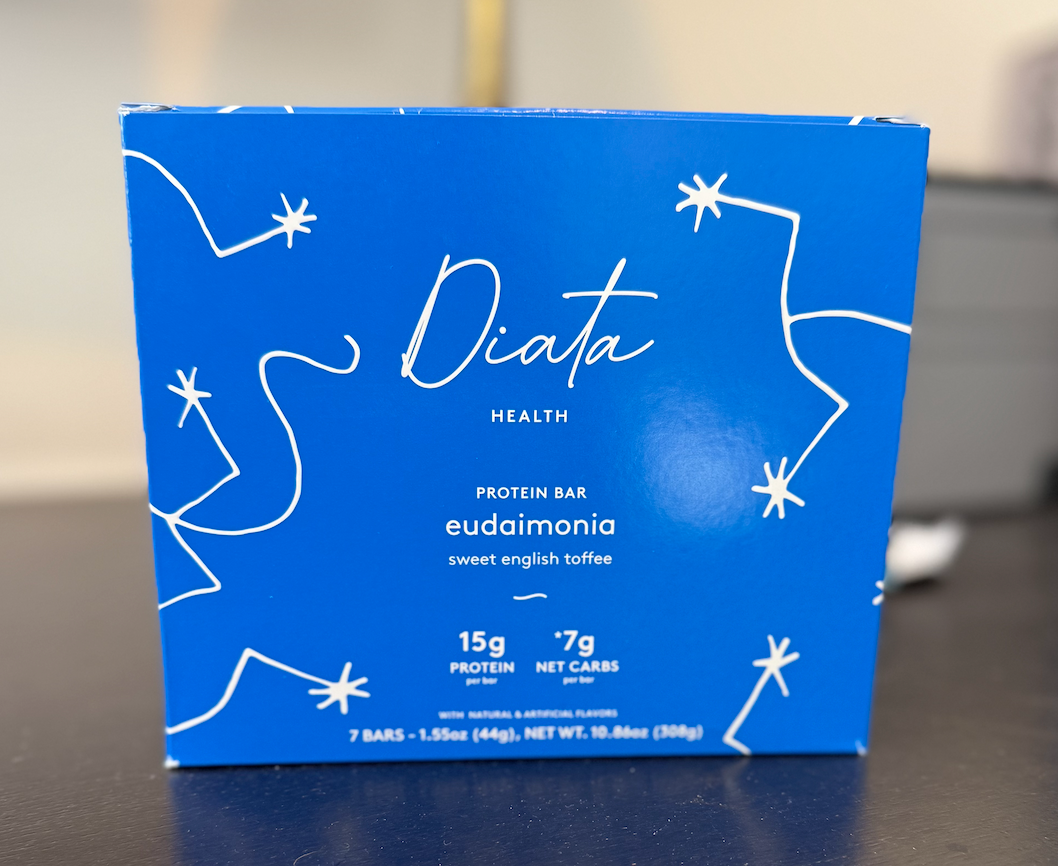 Diata
HEALTH
PROTEIN BAR
eudaimonia
sweet english toffee
15g *7g
PROTEIN NET CARBS
per bar per bar
WITH NATURAL & ARTIFICIAL FLAVORS
7 BARS - 1.55oz (44g), NET WT. 10.86oz (308g)